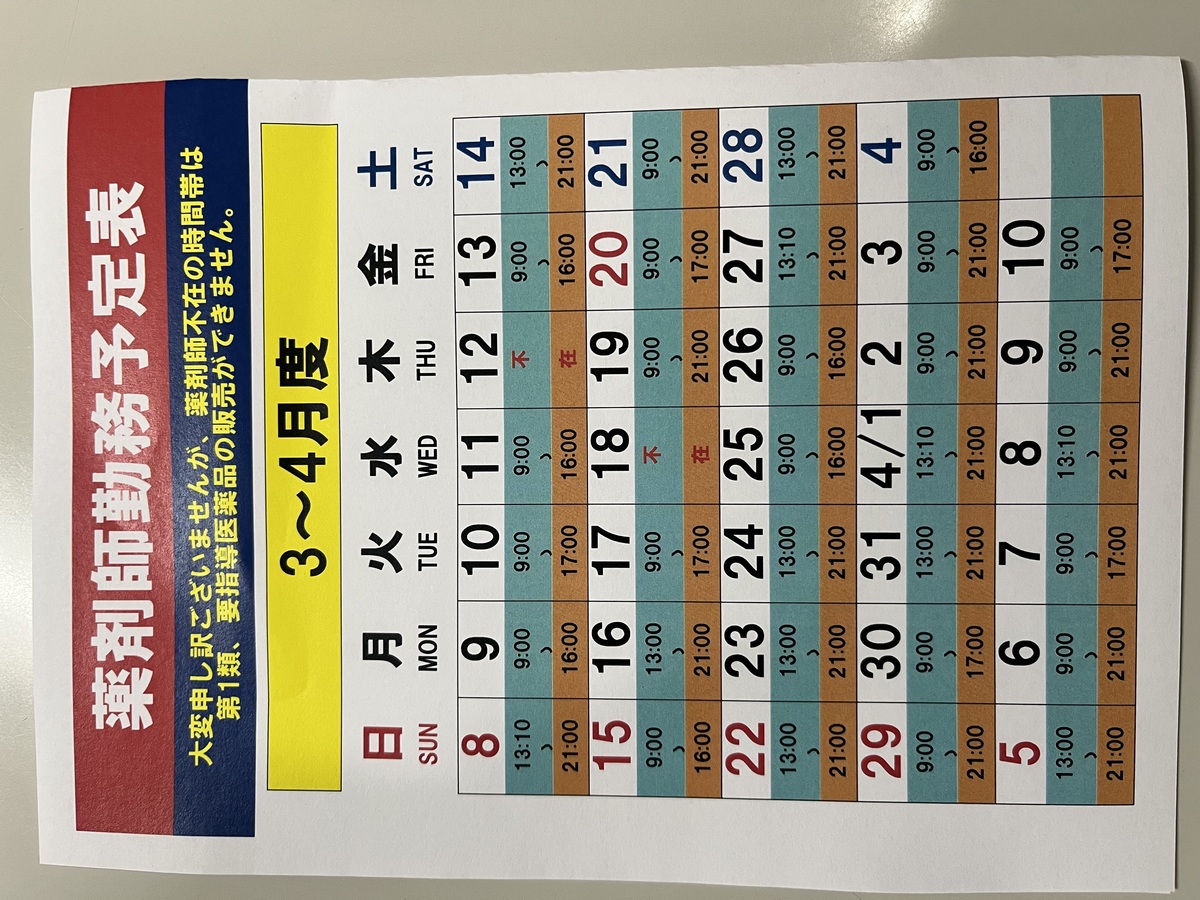 薬剤師勤務予定表
大変申し訳ございませんが、薬剤師不在の時間帯は
第1類、要指導医薬品の販売ができません。
3～4月度
日 月 火 水 木 金 土
SUN MON TUE WED THU FRI SAT
8 9 10 11 12 13 14
13:10 9:00 9:00 9:00 不 9:00 13:00
～ ～ ～ ～ ～ ～
21:00 16:00 17:00 16:00 在 16:00 21:00
15 16 17 18 19 20 21
9:00 13:00 9:00 不 9:00 9:00 9:00
～ ～ ～ ～ ～ ～
16:00 21:00 17:00 在 21:00 17:00 21:00
22 23 24 25 26 27 28
13:00 13:00 13:00 9:00 9:00 13:10 13:00
～ ～ ～ ～ ～ ～ ～
21:00 21:00 21:00 16:00 16:00 21:00 21:00
29 30 31 4/1 2 3 4
9:00 9:00 13:00 13:10 9:00 9:00 9:00
～ ～ ～ ～ ～ ～ ～
21:00 17:00 21:00 21:00 21:00 21:00 16:00
5 6 7 8 9 10
13:00 9:00 9:00 13:10 9:00 9:00
～ ～ ～ ～ ～ ～
21:00 21:00 17:00 21:00 21:00 17:00